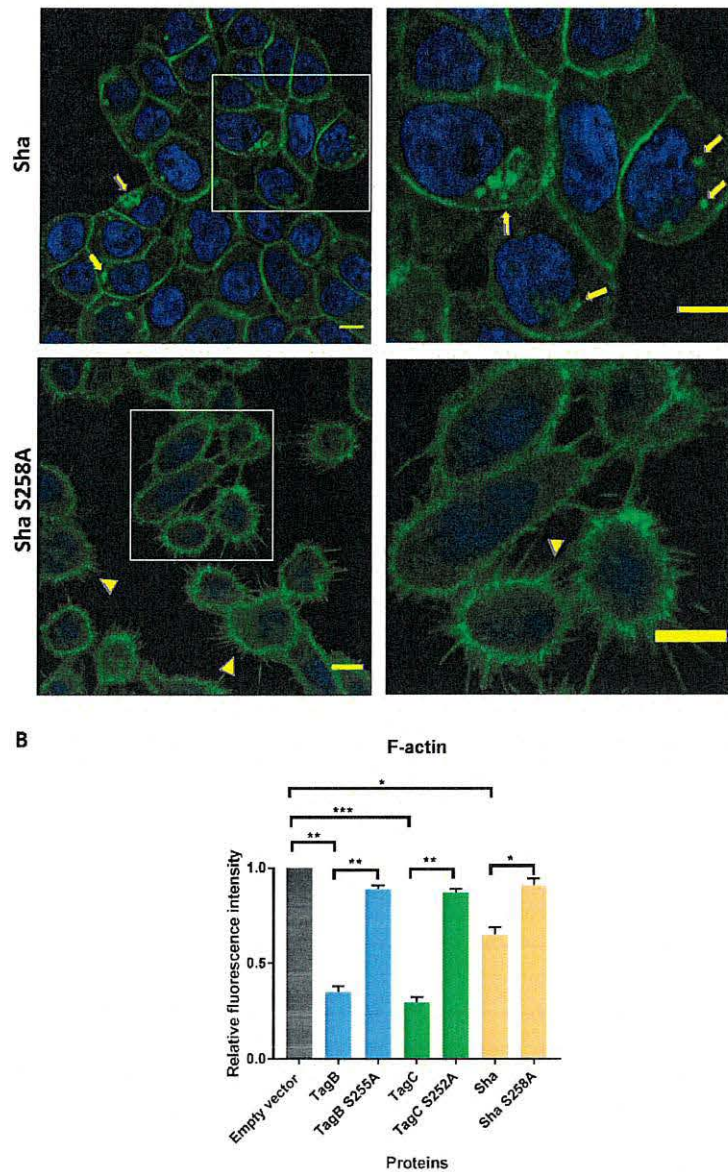 Sha
Sha S258A
B
F-actin
*
***
**
**
**
*
1.0
0.5
0.0
Relative fluorescence intensity
Empty vector
TagB
TagB S255A
TagC
TagC S252A
Sha
Sha S258A
Proteins